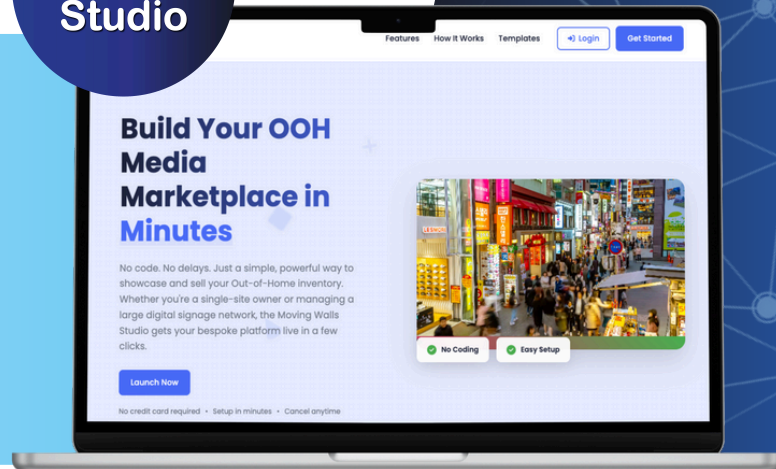 Studio
Features How It Works Templates Login Get Started
Build Your OOH
Media
Marketplace in
Minutes
No code. No delays. Just a simple, powerful way to
showcase and sell your Out-of-Home inventory.
Whether you're a single-site owner or managing a
large digital signage network, the Moving Walls
Studio gets your bespoke platform live in a few
clicks.
Launch Now
No credit card required • Setup in minutes • Cancel anytime
No Coding Easy Setup